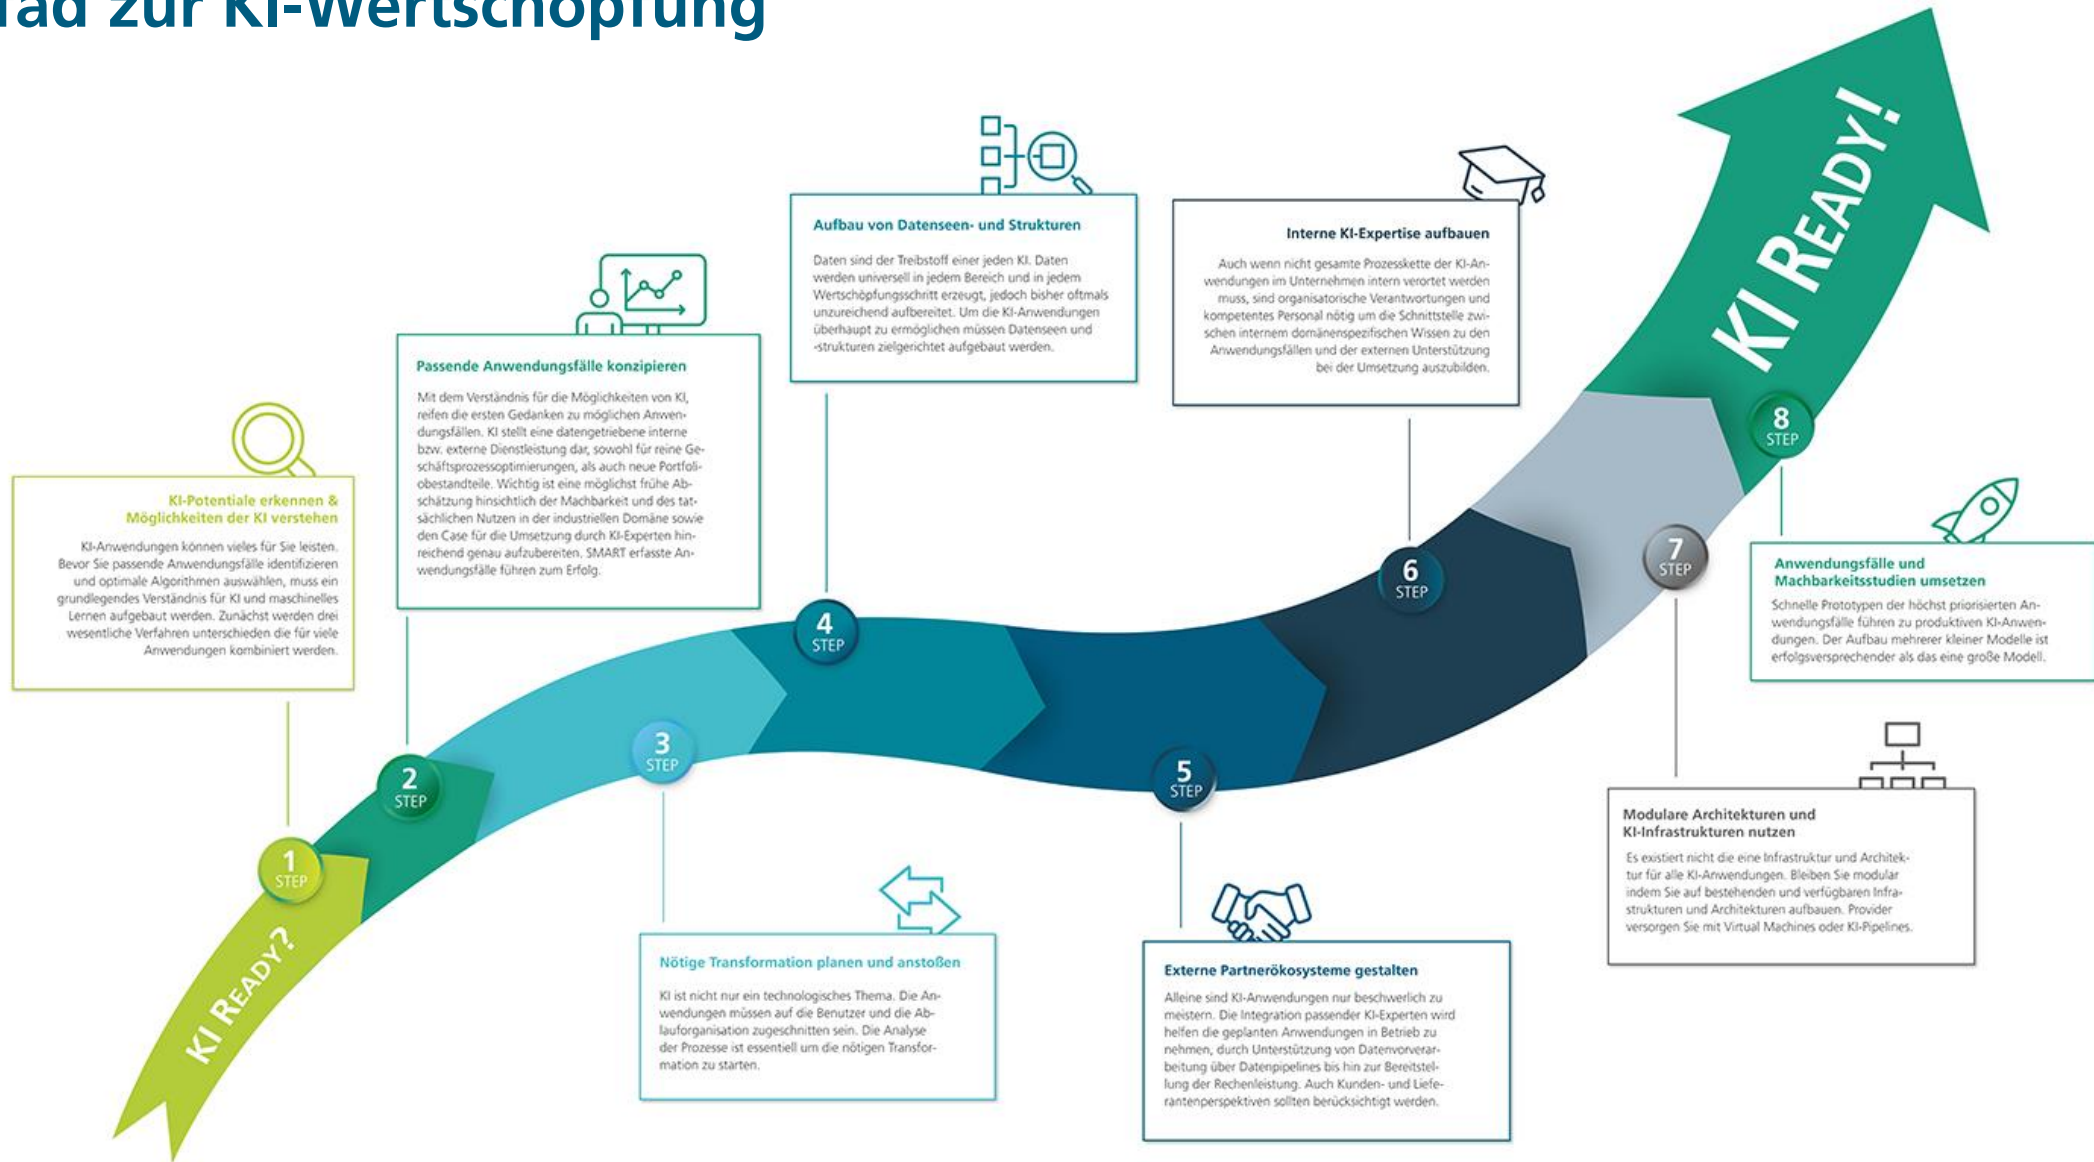 zur KI-Wertschöpfung
KI READY?
1
STEP
KI-Potentiale erkennen &
Möglichkeiten der KI verstehen
KI-Anwendungen können vieles für Sie leisten.
Bevor Sie passende Anwendungsfälle identifizieren
und optimale Algorithmen auswählen, muss ein
grundlegendes Verständnis für KI und maschinelles
Lernen aufgebaut werden. Zunächst werden drei
wesentliche Verfahren unterschieden die für viele
Anwendungen kombiniert werden.
2
STEP
Passende Anwendungsfälle konzipieren
Mit dem Verständnis für die Möglichkeiten von KI,
reifen die ersten Gedanken zu möglichen Anwen-
dungsfällen. KI stellt eine datengetriebene interne
bzw. externe Dienstleistung dar, sowohl für reine Ge-
schäftsprozessoptimierungen, als auch neue Portfoli-
obestandteile. Wichtig ist eine möglichst frühe Ab-
schätzung hinsichtlich der Machbarkeit und des tat-
sächlichen Nutzen in der industriellen Domäne sowie
den Case für die Umsetzung durch KI-Experten hin-
reichend genau aufzubereiten. SMART erfasste An-
wendungsfälle führen zum Erfolg.
3
STEP
Nötige Transformation planen und anstoßen
KI ist nicht nur ein technologisches Thema. Die An-
wendungen müssen auf die Benutzer und die Ab-
lauforganisation zugeschnitten sein. Die Analyse
der Prozesse ist essentiell um die nötigen Transfor-
mation zu starten.
4
STEP
Aufbau von Datenseen- und Strukturen
Daten sind der Treibstoff einer jeden KI. Daten
werden universell in jedem Bereich und in jedem
Wertschöpfungsschritt erzeugt, jedoch bisher oftmals
unzureichend aufbereitet. Um die KI-Anwendungen
überhaupt zu ermöglichen müssen Datenseen und
-strukturen zielgerichtet aufgebaut werden.
5
STEP
Externe Partnerökosysteme gestalten
Alleine sind KI-Anwendungen nur beschwerlich zu
meistern. Die Integration passender KI-Experten wird
helfen die geplanten Anwendungen in Betrieb zu
nehmen, durch Unterstützung von Datenvorverar-
beitung über Datenpipelines bis hin zur Bereitstel-
lung der Rechenleistung. Auch Kunden- und Liefe-
rantenperspektiven sollten berücksichtigt werden.
6
STEP
Interne KI-Expertise aufbauen
Auch wenn nicht gesamte Prozesskette der KI-An-
wendungen im Unternehmen intern verortet werden
muss, sind organisatorische Verantwortungen und
kompetentes Personal nötig um die Schnittstelle zwi-
schen internem domänenspezifischen Wissen zu den
Anwendungsfällen und der externen Unterstützung
bei der Umsetzung auszubilden.
7
STEP
Modulare Architekturen und
KI-Infrastrukturen nutzen
Es existiert nicht die eine Infrastruktur und Architek-
tur für alle KI-Anwendungen. Bleiben Sie modular
indem Sie auf bestehenden und verfügbaren Infra-
strukturen und Architekturen aufbauen. Provider
versorgen Sie mit Virtual Machines oder KI-Pipelines.
8
STEP
Anwendungsfälle und
Machbarkeitsstudien umsetzen
Schnelle Prototypen der höchst priorisierten An-
wendungsfälle führen zu produktiven KI-Anwen-
dungen. Der Aufbau mehrerer kleiner Modelle ist
erfolgsversprechender als das eine große Modell.
KI READY!